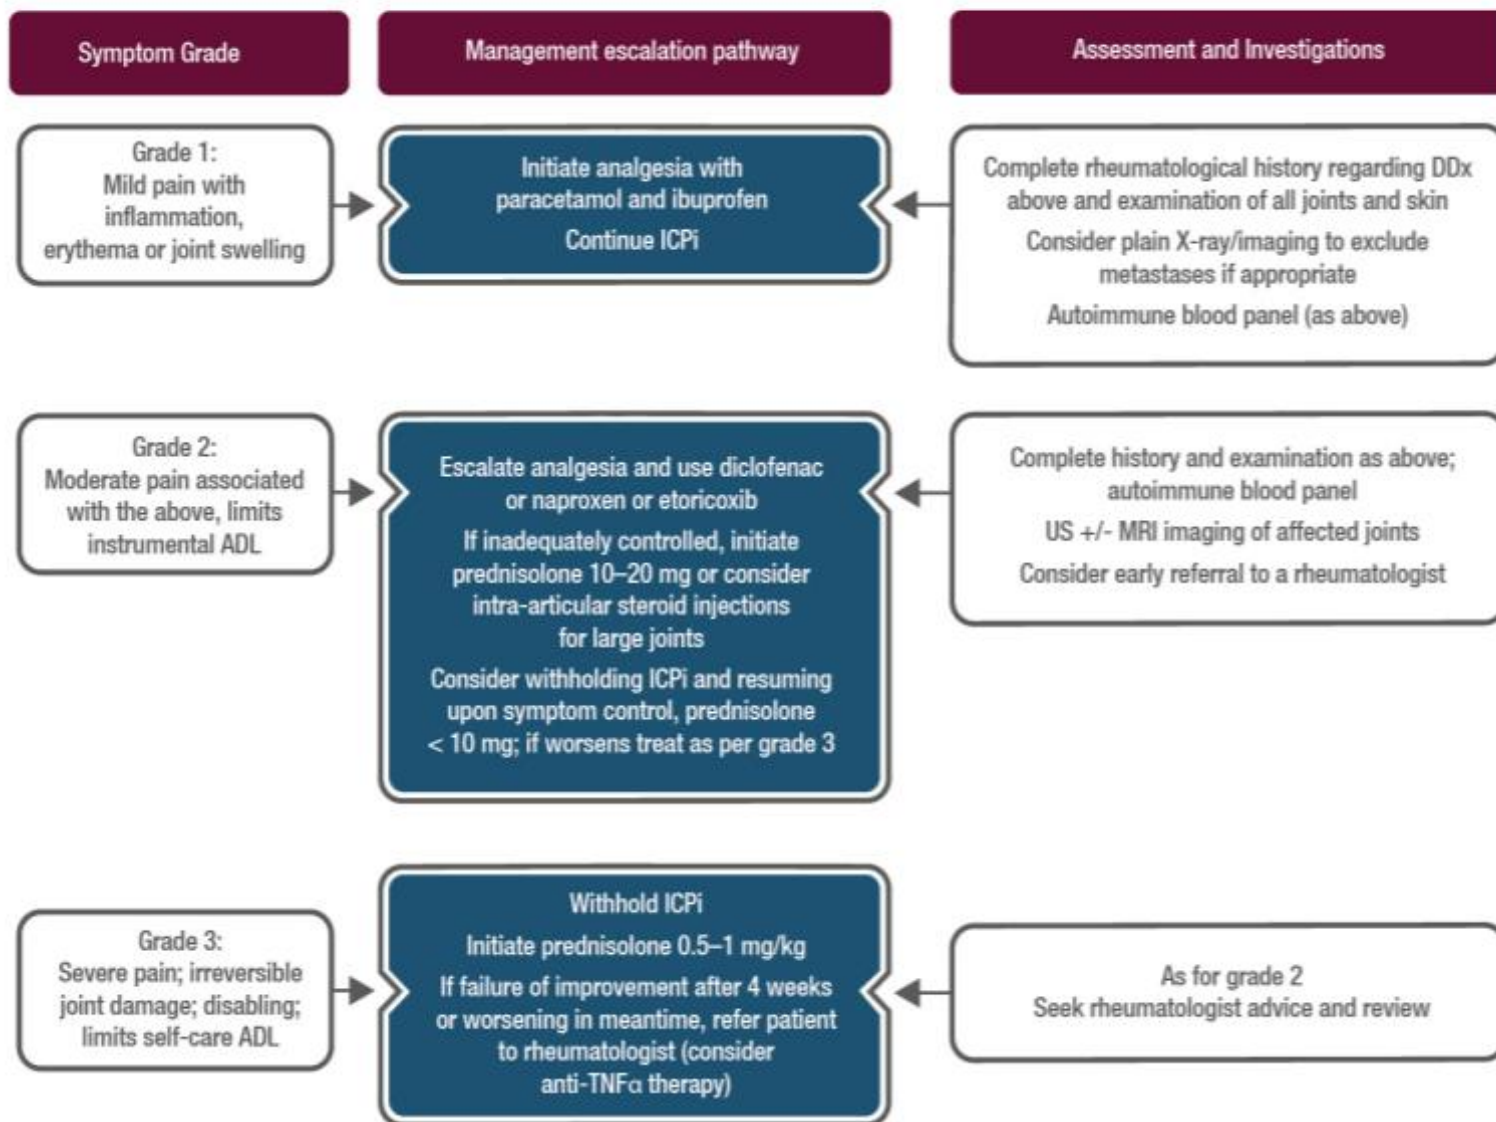 Symptom Grade
Management escalation pathway
Assessment and Investigations
Grade 1:
Mild pain with
inflammation,
erythema or joint swelling
Initiate analgesia with
paracetamol and ibuprofen
Continue ICPi
Complete rheumatological history regarding DDx
above and examination of all joints and skin
Consider plain X-ray/imaging to exclude
metastases if appropriate
Autoimmune blood panel (as above)
Grade 2:
Moderate pain associated
with the above, limits
instrumental ADL
Escalate analgesia and use diclofenac
or naproxen or etoricoxib
If inadequately controlled, initiate
prednisolone 10–20 mg or consider
intra-articular steroid injections
for large joints
Consider withholding ICPi and resuming
upon symptom control, prednisolone
< 10 mg; if worsens treat as per grade 3
Complete history and examination as above;
autoimmune blood panel
US +/- MRI imaging of affected joints
Consider early referral to a rheumatologist
Grade 3:
Severe pain; irreversible
joint damage; disabling;
limits self-care ADL
Withhold ICPi
Initiate prednisolone 0.5–1 mg/kg
If failure of improvement after 4 weeks
or worsening in meantime, refer patient
to rheumatologist (consider
anti-TNFα therapy)
As for grade 2
Seek rheumatologist advice and review